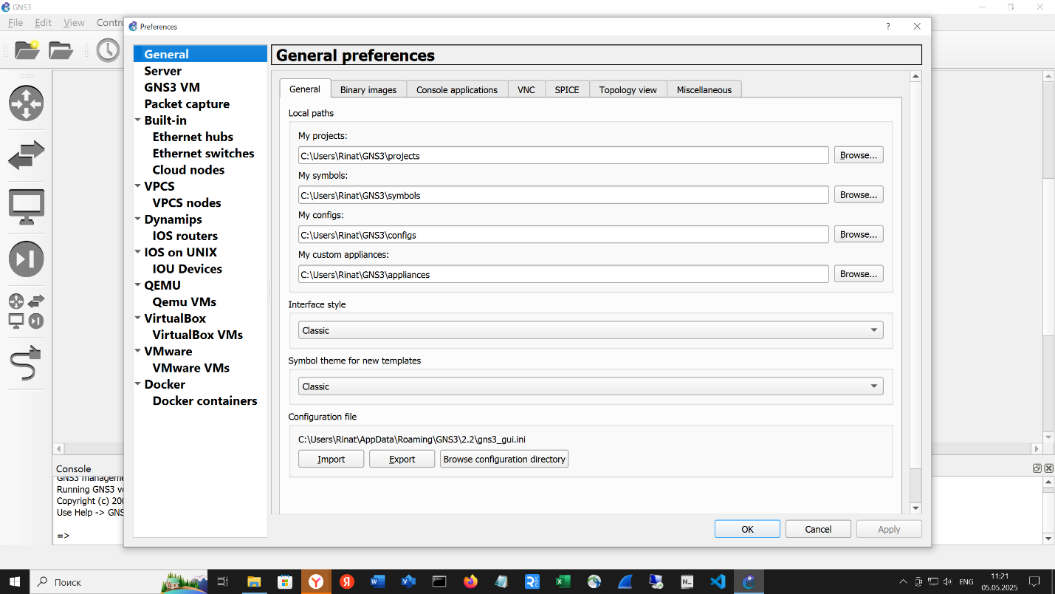 GNS3
File Edit View Contro
Preferences
?
General
Server
GNS3 VM
Packet capture
Built-in
Ethernet hubs
Ethernet switches
Cloud nodes
VPCS
VPCS nodes
Dynamips
IOS routers
IOS on UNIX
IOU Devices
QEMU
Qemu VMs
VirtualBox
VirtualBox VMs
VMware
VMware VMs
Docker
Docker containers
General preferences
General Binary images Console applications VNC SPICE Topology view Miscellaneous
Local paths
My projects:
C:\Users\Rinat\GNS3\projects Browse...
My symbols:
C:\Users\Rinat\GNS3\symbols Browse...
My configs:
C:\Users\Rinat\GNS3\configs Browse...
My custom appliances:
C:\Users\Rinat\GNS3\appliances Browse...
Interface style
Classic
Symbol theme for new templates
Classic
Configuration file
C:\Users\Rinat\AppData\Roaming\GNS3\2.2\gns3_gui.ini
Import Export Browse configuration directory
OK Cancel Apply
Console
GNS3 manageme
Running GNS3 v
Copyright (c) 20
Use Help -> GNS
=>
Поиск
ENG
11:21
05.05.2025